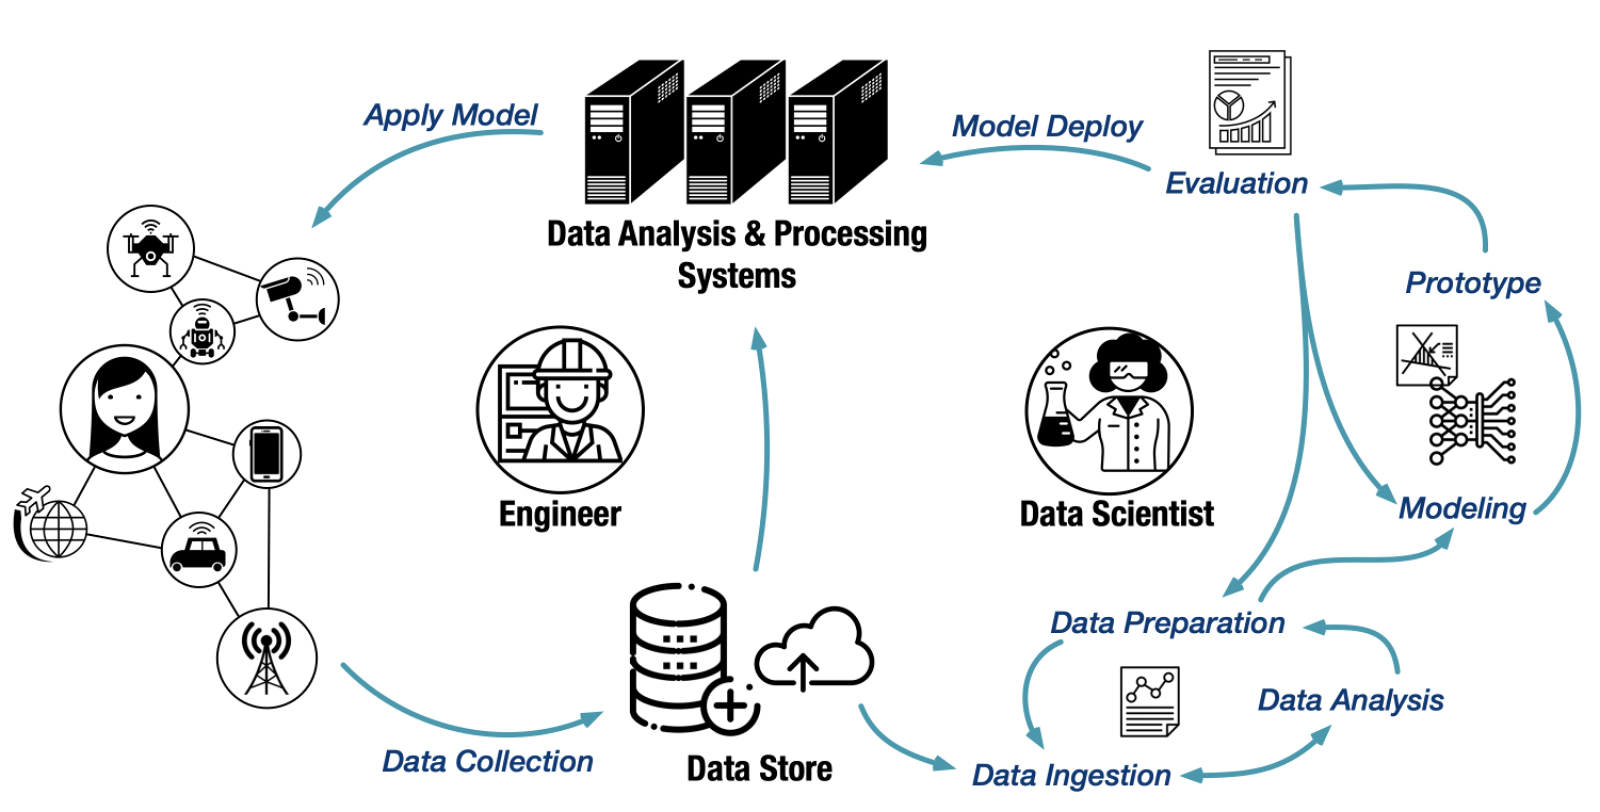 Apply Model
Model Deploy
Evaluation
Data Analysis & Processing
Systems
Prototype
Engineer
Data Scientist
Modeling
Data Preparation
Data Analysis
Data Collection
Data Store
Data Ingestion